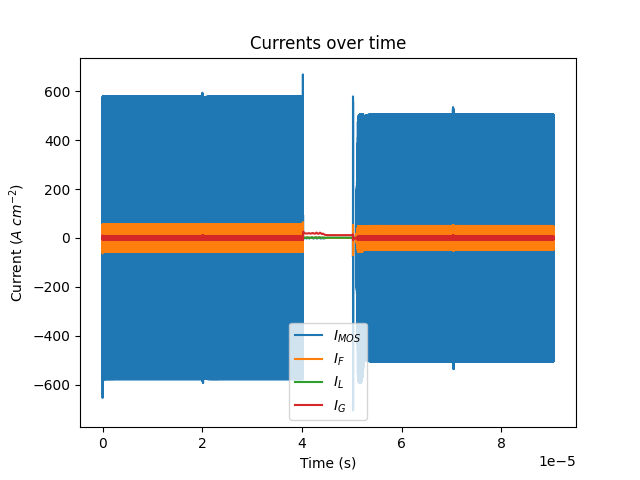 Currents over time
Current (A cm⁻²)
600
400
200
0
−200
−400
−600
I_MOS
I_F
I_L
I_G
0 2 4 6 8
1e−5
Time (s)